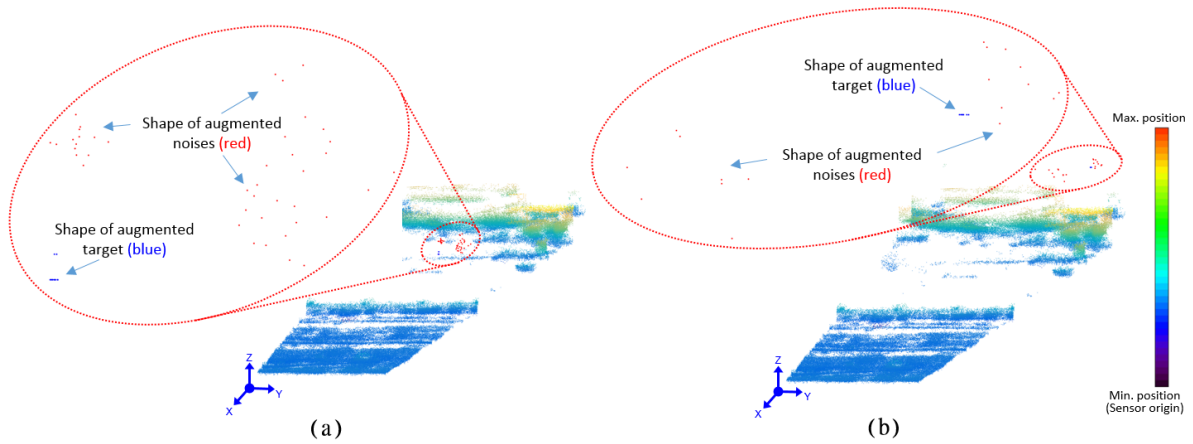 Shape of augmented
noises (red)
Shape of augmented
target (blue)
Z
Y
X
(a)
Shape of augmented
target (blue)
Shape of augmented
noises (red)
Z
Y
X
(b)
Max. position
Min. position
(Sensor origin)